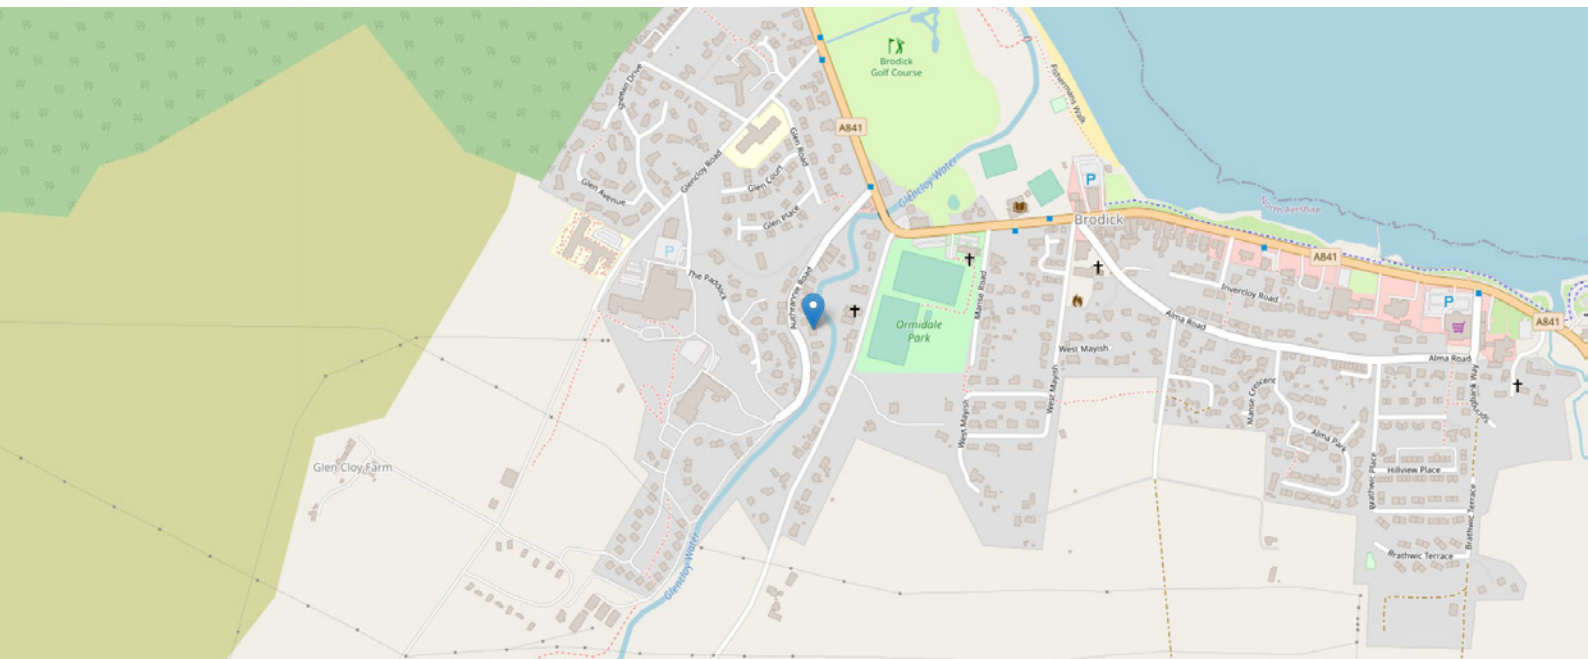 Brodick
Golf Course
Fishermans Walk
A841
Glen Road
Glencloy Road
Glen Court
Glen Avenue
Glen Place
Glencloy Water
P
Brodick
North Ayrshire
P
The Paddock
Auchrannie Road
Manse Road
Ormidale
Park
A841
Invercloy Road
P
A841
Alma Road
West Mayish
Alma Road
West Mayish
West Mayish
Manse Crescent
Alma Park
Glen Cloy Farm
Hillview Place
Brathwic Place
Brathwic Terrace
Brathwic Terrace
Glencloy Water